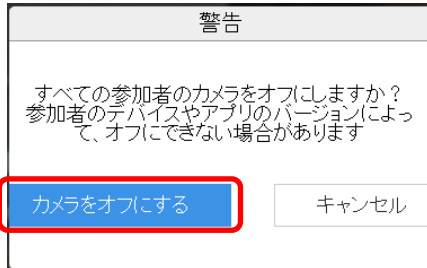 警告
すべての参加者のカメラをオフにしますか？
参加者のデバイスやアプリのバージョンによっ
て、オフにできない場合があります
カメラをオフにする
キャンセル